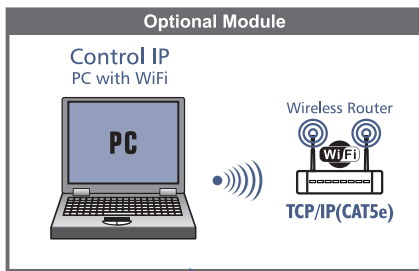 Optional Module
Control IP
PC with WiFi
PC
Wireless Router
WiFi
TCP/IP(CAT5e)